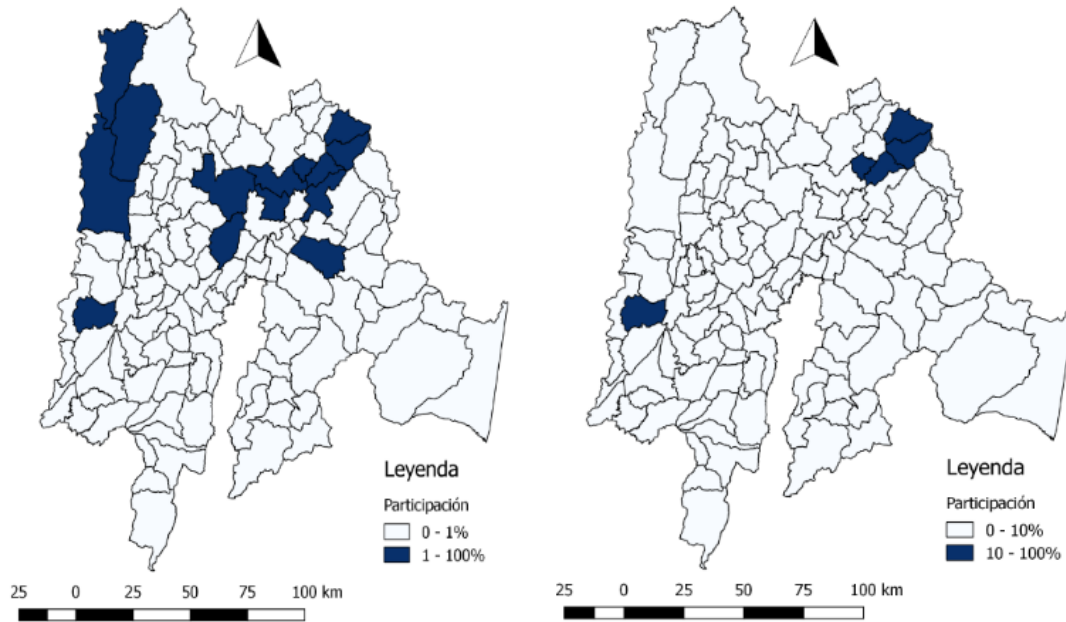 Leyenda
Participación
0 - 1%
1 - 100%
25 0 25 50 75 100 km
Leyenda
Participación
0 - 10%
10 - 100%
25 0 25 50 75 100 km